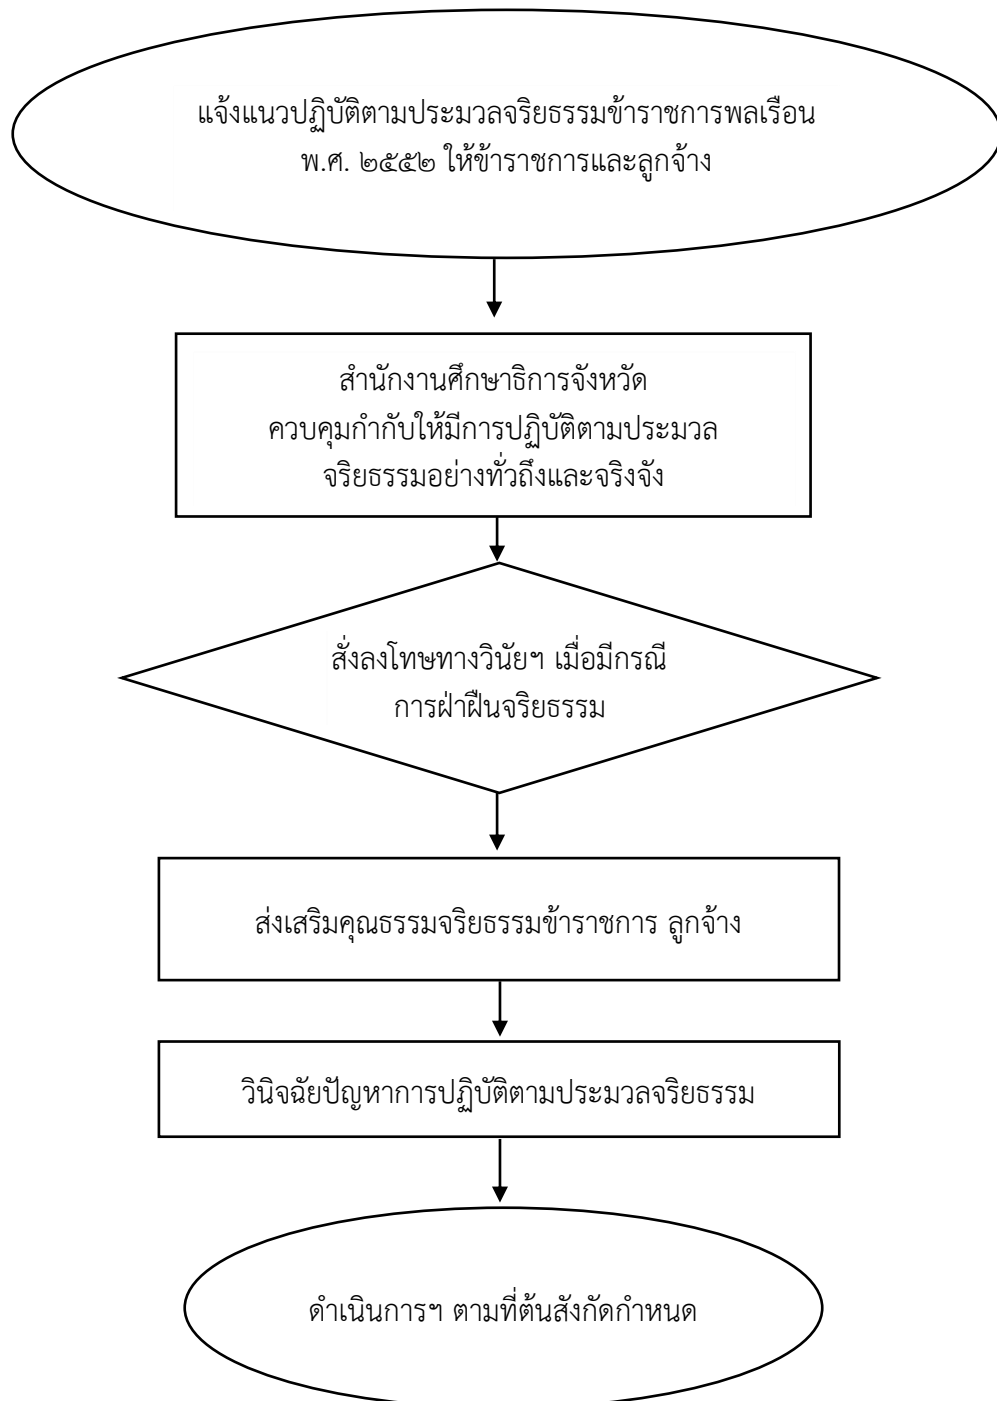 แจ้งแนวปฏิบัติตามประมวลจริยธรรมข้าราชการพลเรือน
พ.ศ. ๒๕๕๒ ให้ข้าราชการและลูกจ้าง
สำนักงานศึกษาธิการจังหวัด
ควบคุมกำกับให้มีการปฏิบัติตามประมวล
จริยธรรมอย่างทั่วถึงและจริงจัง
สั่งลงโทษทางวินัยฯ เมื่อมีกรณี
การฝ่าฝืนจริยธรรม
ส่งเสริมคุณธรรมจริยธรรมข้าราชการ ลูกจ้าง
วินิจฉัยปัญหาการปฏิบัติตามประมวลจริยธรรม
ดำเนินการฯ ตามที่ต้นสังกัดกำหนด